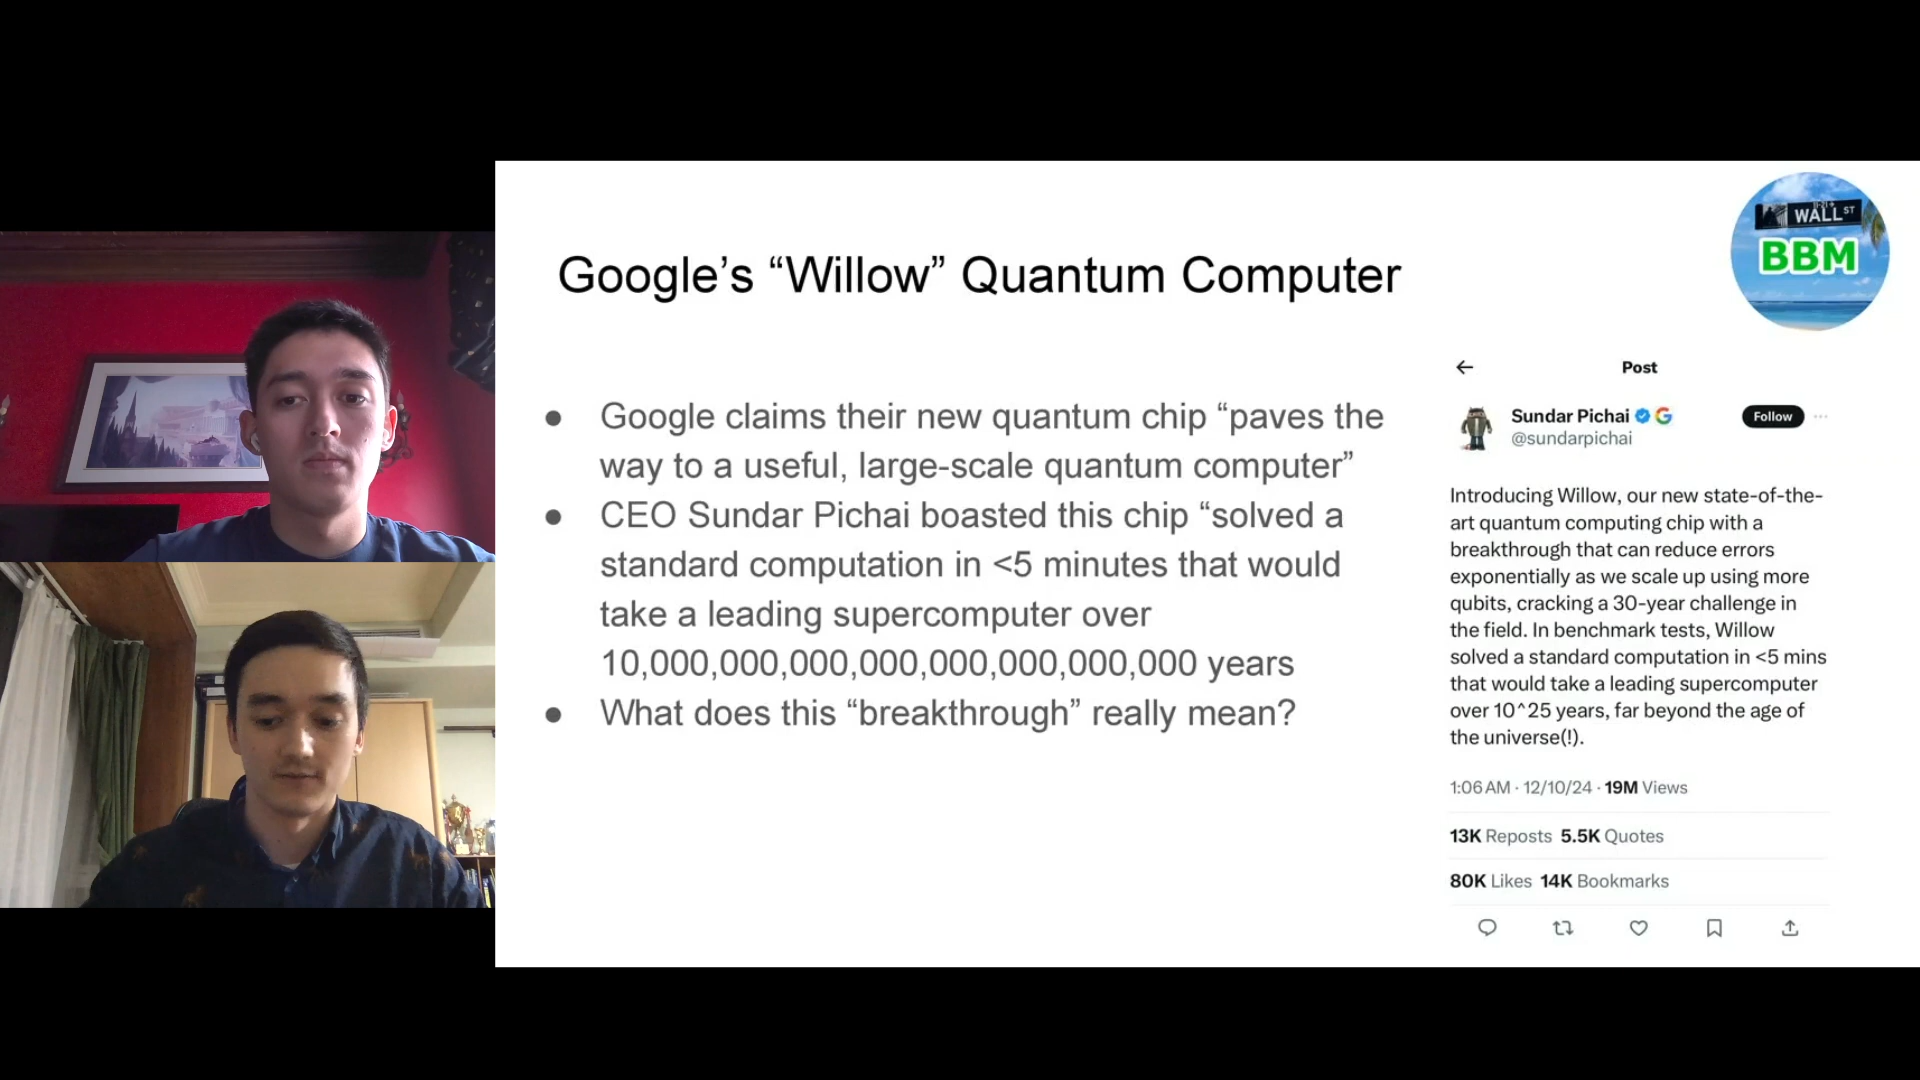 WALL ST
BBM
Google’s “Willow” Quantum Computer
● Google claims their new quantum chip “paves the
way to a useful, large-scale quantum computer”
● CEO Sundar Pichai boasted this chip “solved a
standard computation in <5 minutes that would
take a leading supercomputer over
10,000,000,000,000,000,000,000,000 years
● What does this “breakthrough” really mean?
Post
Sundar Pichai
Follow
@sundarpichai
Introducing Willow, our new state-of-the-
art quantum computing chip with a
breakthrough that can reduce errors
exponentially as we scale up using more
qubits, cracking a 30-year challenge in
the field. In benchmark tests, Willow
solved a standard computation in <5 mins
that would take a leading supercomputer
over 10^25 years, far beyond the age of
the universe(!).
1:06 AM · 12/10/24 · 19M Views
13K Reposts 5.5K Quotes
80K Likes 14K Bookmarks